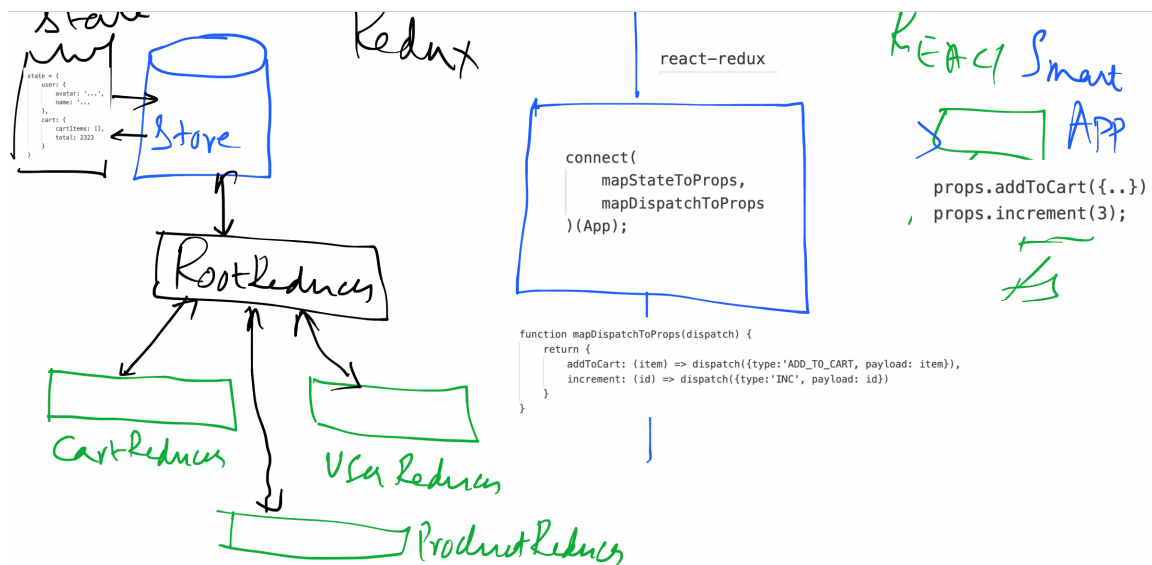 State
Redux
state = {
user: {
avatar: '...',
name: '...
},
cart: {
cartItems: [],
total: 2323
}
}
Store
RootReducer
CartReducer
UserReducer
ProductReducer
react-redux
connect(
mapStateToProps,
mapDispatchToProps
)(App);
function mapDispatchToProps(dispatch) {
return {
addToCart: (item) => dispatch({type:'ADD_TO_CART, payload: item}),
increment: (id) => dispatch({type:'INC', payload: id})
}
}
REACT
Smart
App
props.addToCart({..})
props.increment(3);